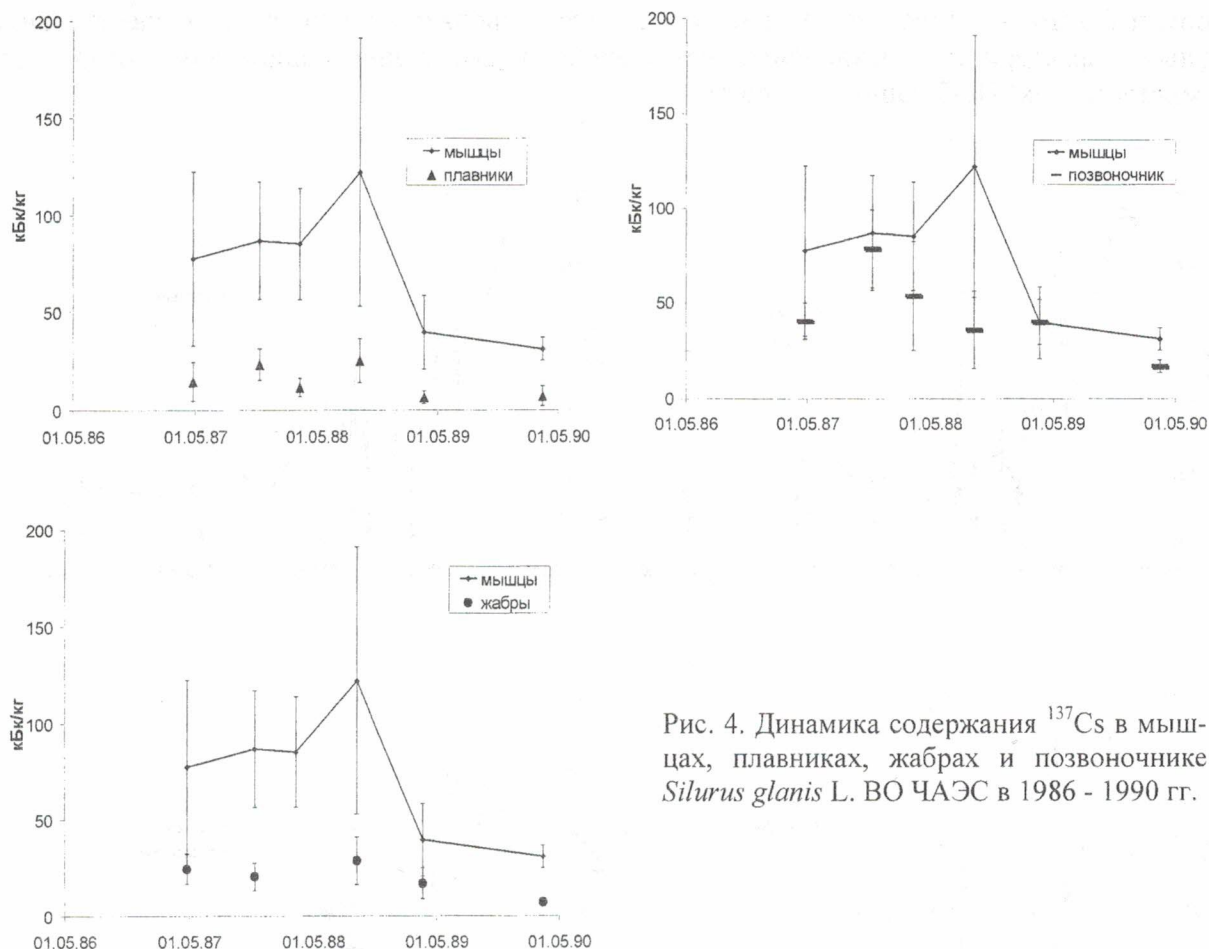 200
150
100
50
0
кБк/кг
мышцы
плавники
01.05.86 01.05.87 01.05.88 01.05.89 01.05.90
200
150
100
50
0
кБк/кг
мышцы
позвоночник
01.05.86 01.05.87 01.05.88 01.05.89 01.05.90
200
150
100
50
0
кБк/кг
мышцы
жабры
01.05.86 01.05.87 01.05.88 01.05.89 01.05.90
Рис. 4. Динамика содержания ¹³⁷Cs в мыш-
цах, плавниках, жабрах и позвоночнике
Silurus glanis L. ВО ЧАЭС в 1986 - 1990 гг.